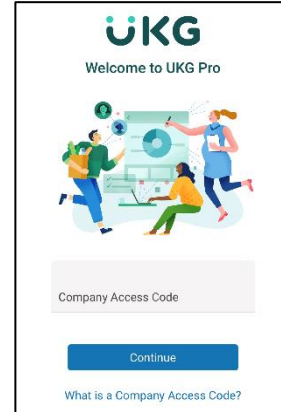 UKG
Welcome to UKG Pro
Company Access Code
Continue
What is a Company Access Code?